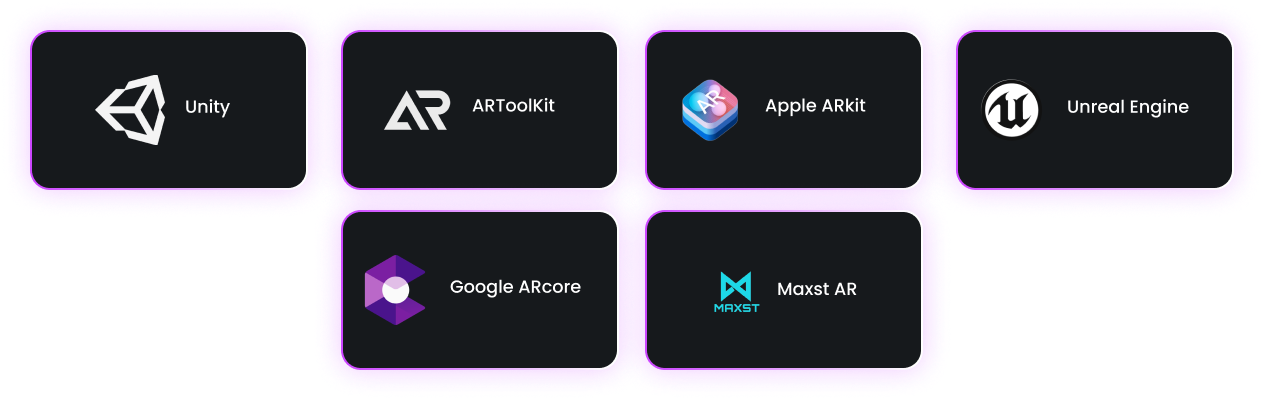 Unity
AR
ARToolKit
AR
Apple ARkit
Unreal Engine
Google ARcore
MAXST
Maxst AR